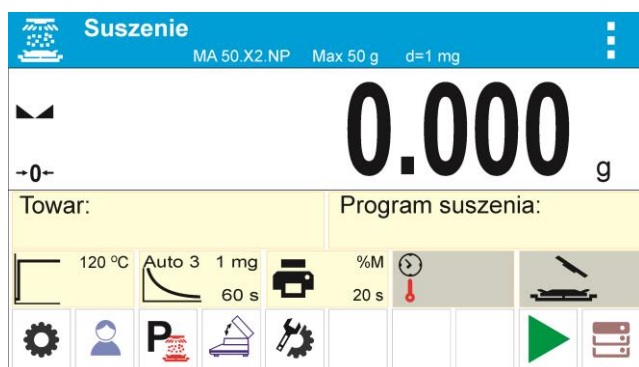 Suszenie
MA 50.X2.NP Max 50 g d=1 mg
0.000 g
→0←
Towar: Program suszenia:
120 °C Auto 3 1 mg %M
60 s 20 s
P